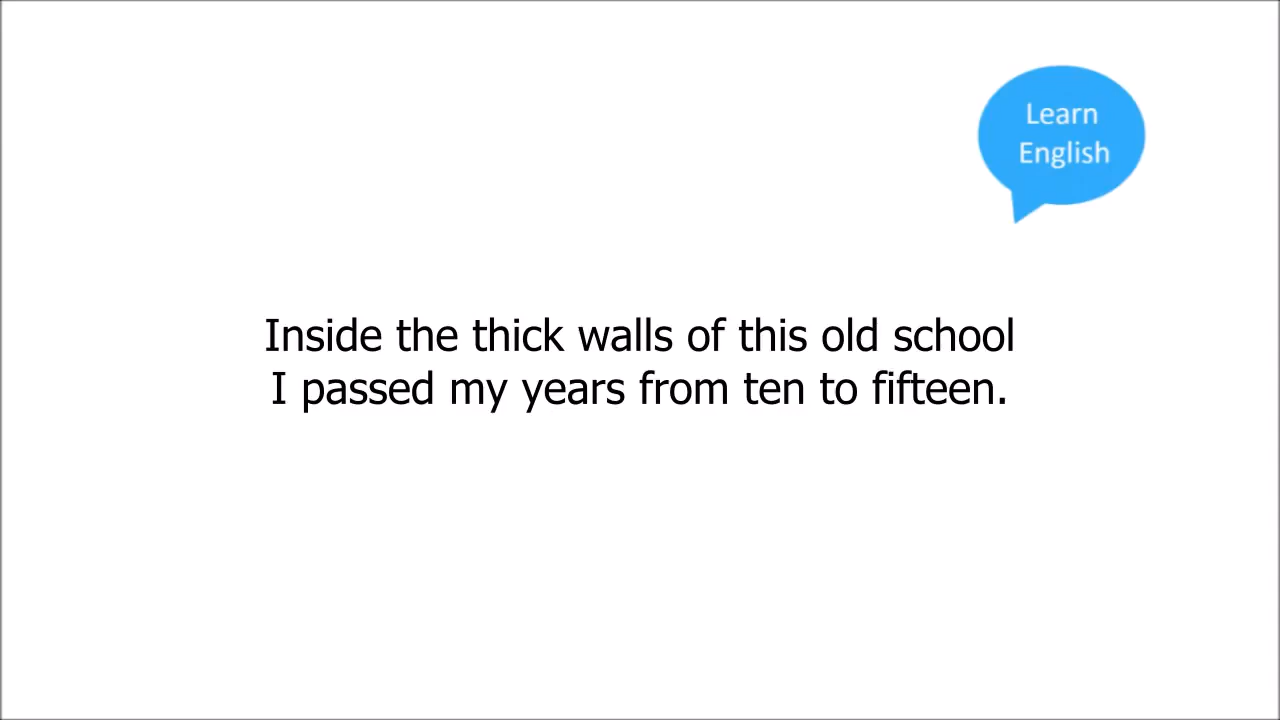 Learn
English
Inside the thick walls of this old school
I passed my years from ten to fifteen.